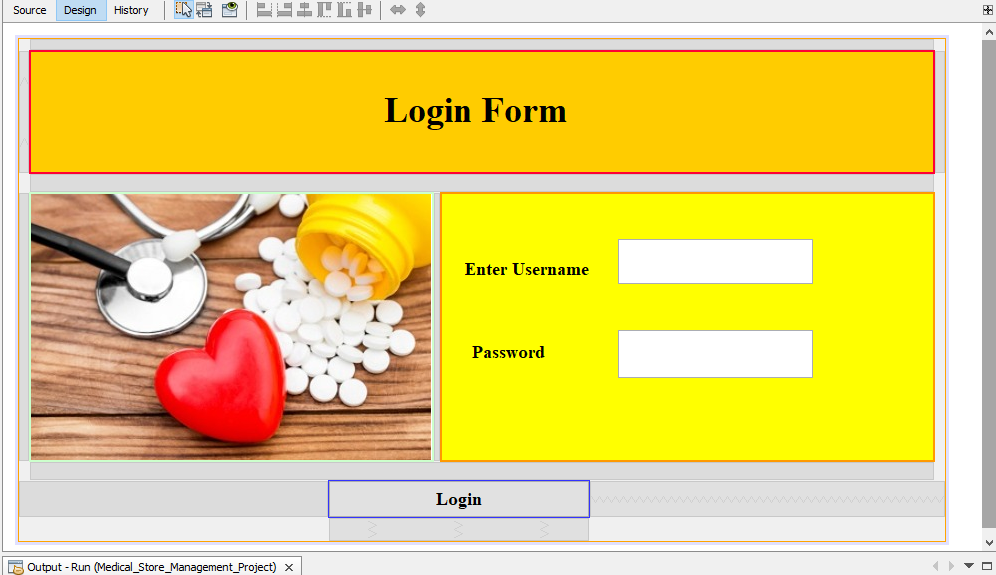 Source Design History
Login Form
Enter Username
Password
Login
Output - Run (Medical_Store_Management_Project)